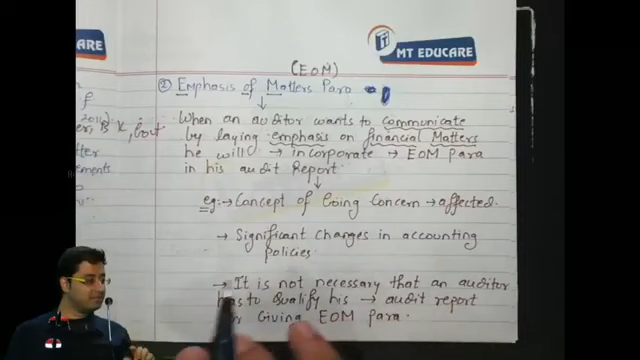 ARE
MT EDUCARE
(EOM)
② Emphasis of Matters Para
↓
When an auditor wants to communicate
by laying emphasis on financial Matters
he will → incorporate → EOM Para
in his audit Report
↓
eg:→ Concept of Going Concern → affected.
→ Significant changes in accounting
policies
→ It is not necessary that an auditor
has to Qualify his → audit report
Giving EOM para.